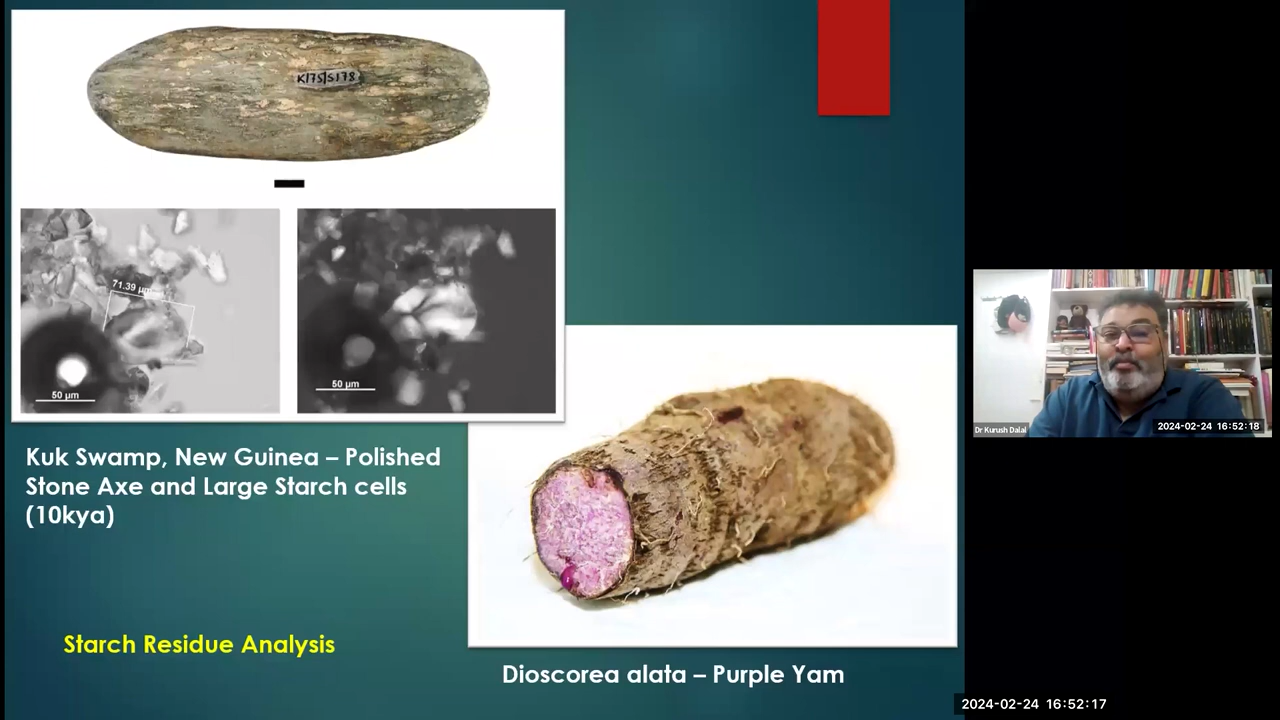 K/75/S178
71.39 µm
50 µm
50 µm
Kuk Swamp, New Guinea – Polished
Stone Axe and Large Starch cells
(10kya)
Starch Residue Analysis
Dioscorea alata – Purple Yam
Dr Kurush Dalal
2024-02-24 16:52:18
2024-02-24 16:52:17